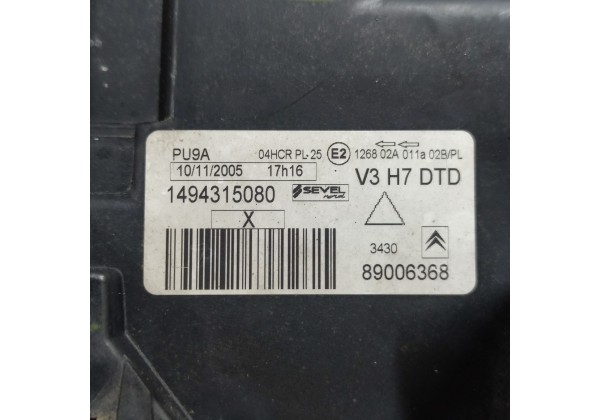 PU9A 04HCR PL-25 E2 1268 02A 011a 02B/PL
10/11/2005 17h16 V3 H7 DTD
1494315080 SEVEL
X
3430
89006368